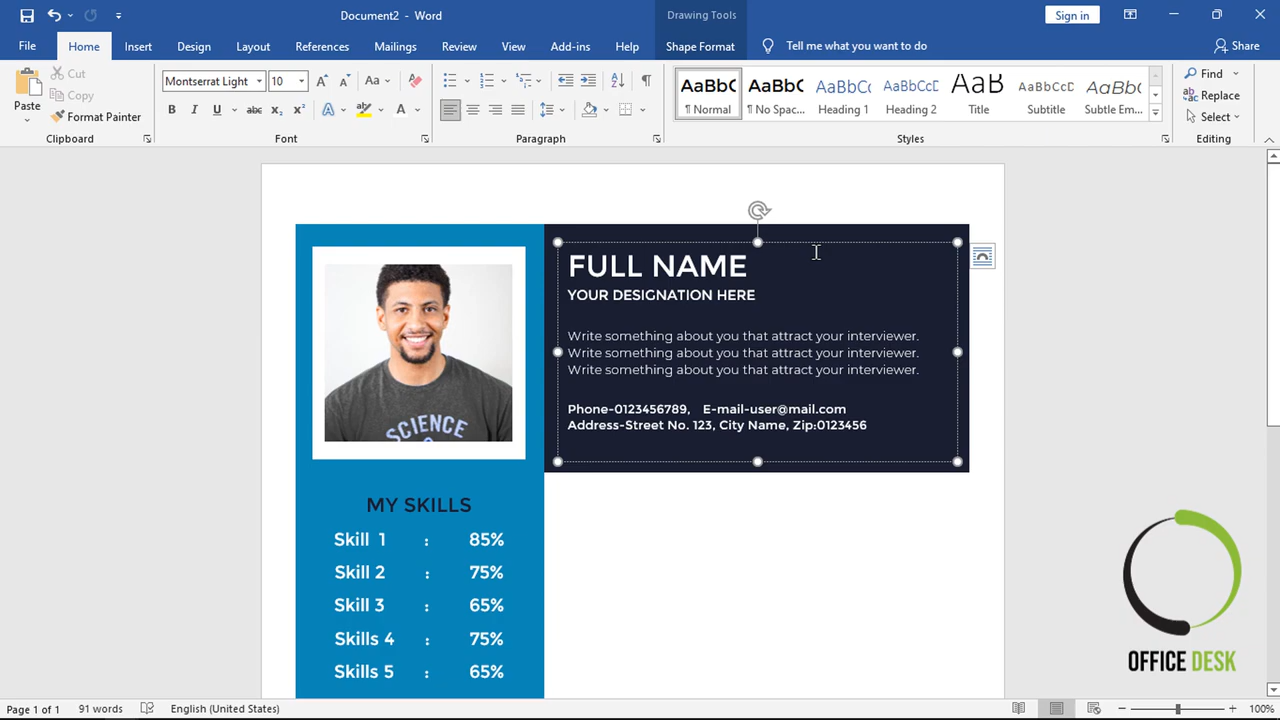 Document2 - Word
Drawing Tools
Sign in
File
Home
Insert
Design
Layout
References
Mailings
Review
View
Add-ins
Help
Shape Format
Tell me what you want to do
Share
Paste
Cut
Copy
Format Painter
Clipboard
Montserrat Light
10
Font
Paragraph
AaBbC
¶ Normal
AaBbC
¶ No Spac...
AaBbC
Heading 1
AaBbC
Heading 2
AaB
Title
AaBbCcD
Subtitle
AaBbCcD
Subtle Em...
Styles
Find
Replace
Select
Editing
FULL NAME
YOUR DESIGNATION HERE
Write something about you that attract your interviewer.
Write something about you that attract your interviewer.
Write something about you that attract your interviewer.
Phone-0123456789, E-mail-user@mail.com
Address-Street No. 123, City Name, Zip:0123456
SCIENCE
MY SKILLS
Skill 1 : 85%
Skill 2 : 75%
Skill 3 : 65%
Skills 4 : 75%
Skills 5 : 65%
OFFICE DESK
Page 1 of 1
91 words
English (United States)
100%